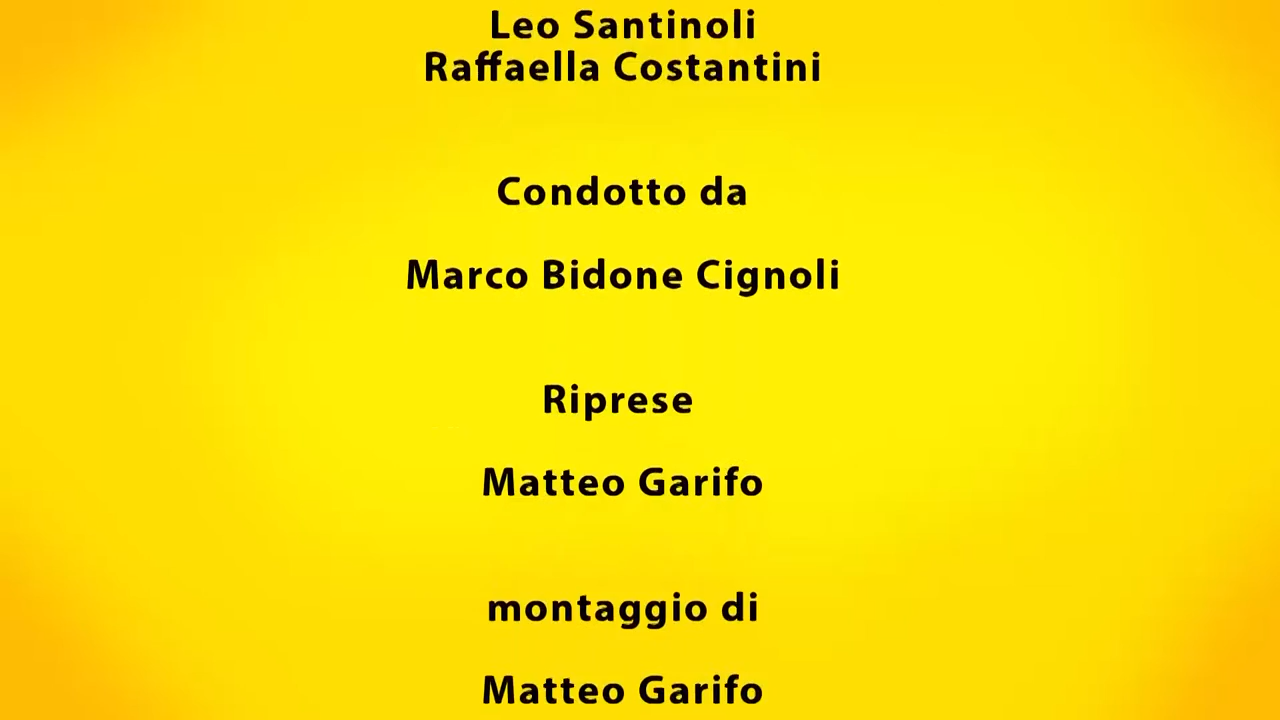 Leo Santinoli
Raffaella Costantini
Condotto da
Marco Bidone Cignoli
Riprese
Matteo Garifo
montaggio di
Matteo Garifo